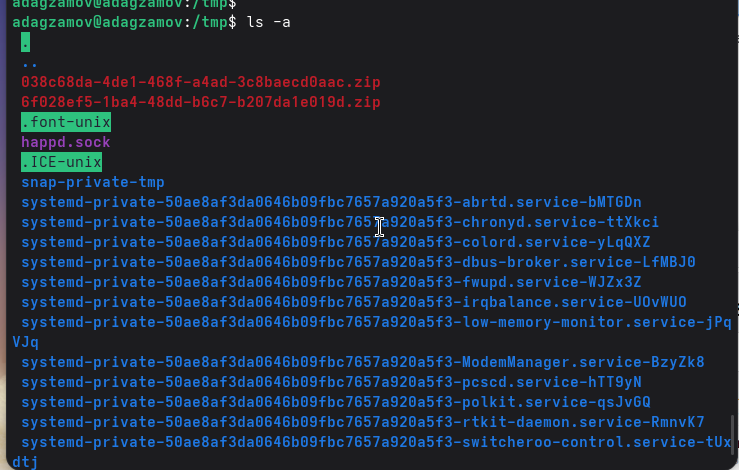 adagzamov@adagzamov:/tmp$
adagzamov@adagzamov:/tmp$ ls -a
.
..
038c68da-4de1-468f-a4ad-3c8baecd0aac.zip
6f028ef5-1ba4-48dd-b6c7-b207da1e019d.zip
.font-unix
happd.sock
.ICE-unix
snap-private-tmp
systemd-private-50ae8af3da0646b09fbc7657a920a5f3-abrtd.service-bMTGDn
systemd-private-50ae8af3da0646b09fbc7657a920a5f3-chronyd.service-ttXkci
systemd-private-50ae8af3da0646b09fbc7657a920a5f3-colord.service-yLqQXZ
systemd-private-50ae8af3da0646b09fbc7657a920a5f3-dbus-broker.service-LfMBJ0
systemd-private-50ae8af3da0646b09fbc7657a920a5f3-fwupd.service-WJZx3Z
systemd-private-50ae8af3da0646b09fbc7657a920a5f3-irqbalance.service-UOvWUO
systemd-private-50ae8af3da0646b09fbc7657a920a5f3-low-memory-monitor.service-jPq
VJq
systemd-private-50ae8af3da0646b09fbc7657a920a5f3-ModemManager.service-BzyZk8
systemd-private-50ae8af3da0646b09fbc7657a920a5f3-pcscd.service-hTT9yN
systemd-private-50ae8af3da0646b09fbc7657a920a5f3-polkit.service-qsJvGQ
systemd-private-50ae8af3da0646b09fbc7657a920a5f3-rtkit-daemon.service-RmnvK7
systemd-private-50ae8af3da0646b09fbc7657a920a5f3-switcheroo-control.service-tUx
dtj